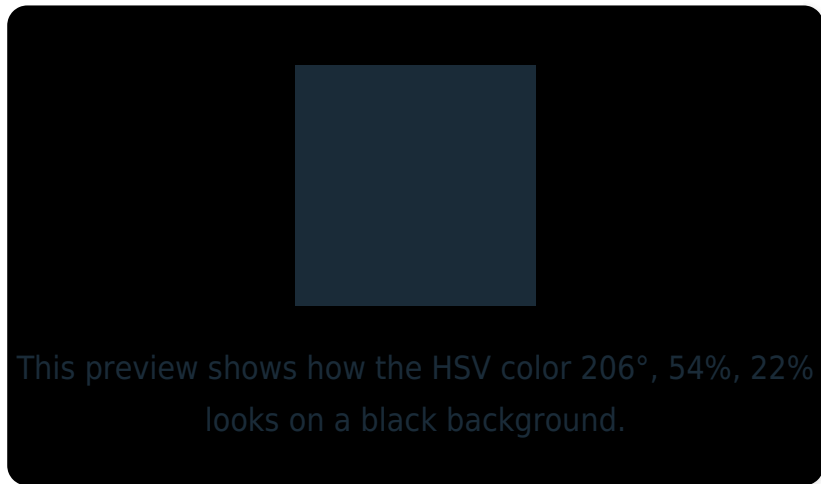 This preview shows how the HSV color 206°, 54%, 22%
looks on a black background.